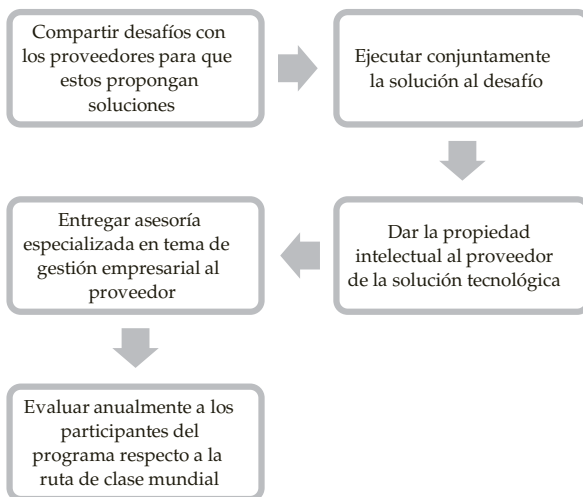 Compartir desafíos con
los proveedores para que
estos propongan
soluciones
Ejecutar conjuntamente
la solución al desafío
Dar la propiedad
intelectual al proveedor
de la solución tecnológica
Entregar asesoría
especializada en tema de
gestión empresarial al
proveedor
Evaluar anualmente a los
participantes del
programa respecto a la
ruta de clase mundial